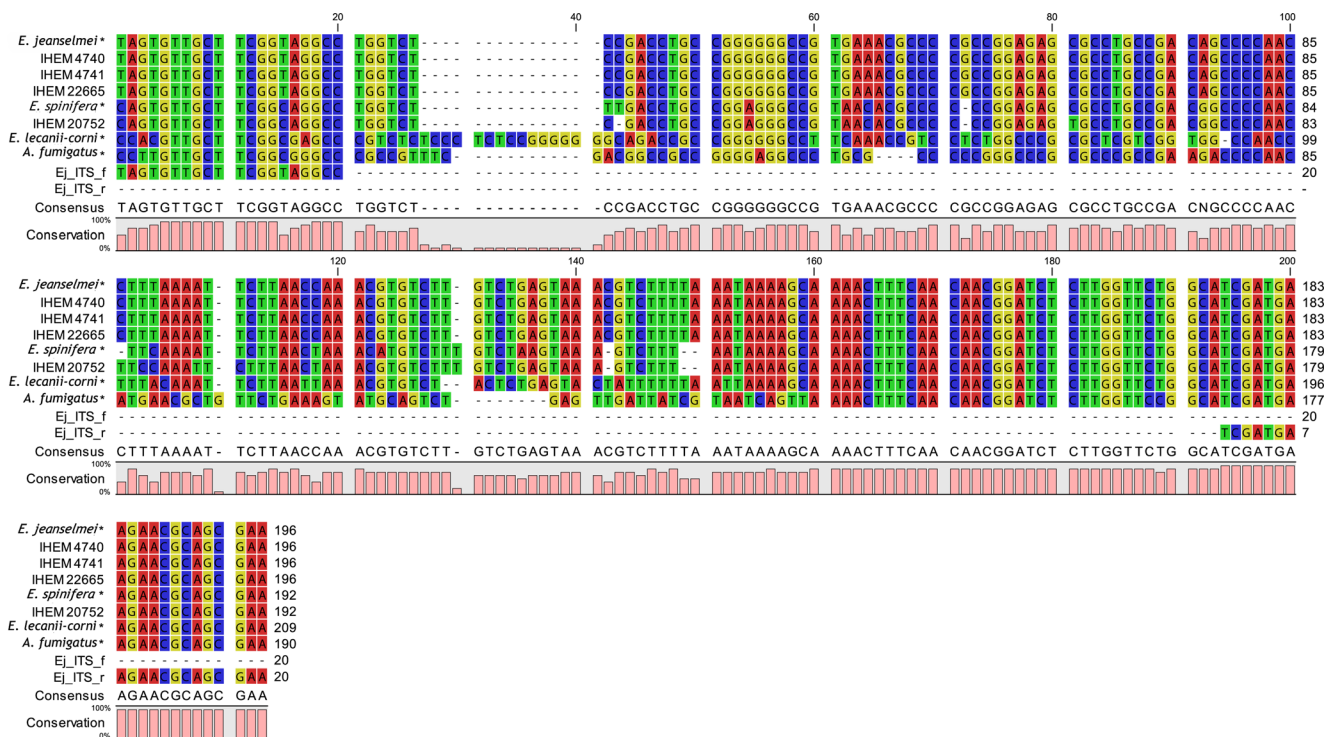 20 40 60 80 100
E. jeanselmei* TAGTGTTGCT TCGGTAGGCC TGGTCT---- ---------- -CCGACCTGC CGGGGGGCCG TGAAACGCCC CGCCGGAGAG CGCCTGCCGA CAGCCCCAAC 85
IHEM 4740 TAGTGTTGCT TCGGTAGGCC TGGTCT---- ---------- -CCGACCTGC CGGGGGGCCG TGAAACGCCC CGCCGGAGAG CGCCTGCCGA CAGCCCCAAC 85
IHEM 4741 TAGTGTTGCT TCGGTAGGCC TGGTCT---- ---------- -CCGACCTGC CGGGGGGCCG TGAAACGCCC CGCCGGAGAG CGCCTGCCGA CAGCCCCAAC 85
IHEM 22665 TAGTGTTGCT TCGGTAGGCC TGGTCT---- ---------- -CCGACCTGC CGGGGGGCCG TGAAACGCCC CGCCGGAGAG CGCCTGCCGA CAGCCCCAAC 85
E. spinifera* CAGTGTTGCT TCGGCAGGCC TGGTCT---- ---------- -TTGACCTGC CGGAGGGCCG TAACACGCCC C-CCGGAGAG CGCCTGCCGA CGGCCCCAAC 84
IHEM 20752 CAGTGTTGCT TCGGCAGGCC TGGTCT---- ---------- -C-GACCTGC CGGAGGGCCG TAACACGCCC C-CCGGAGAG TGCCTGCCGA CGGCCCCAAC 83
E. lecanii-corni* CCACGTTGCT TCGGCGAGCC CGTCTCTCCC TCTCCGGGGG GGCAGACCGC CGGGGGGCCT TCAAACCGTC CTCTGGCCCG CGCTCGTCGG TGG-CCAACC 99
A. fumigatus* CCTTGTTGCT TCGGCGGGCC CGCCGTTTC- ---------- GACGGCCGCC GGGGAGGCCC TGCG----CC CCCGGGCCCG CGCCCGCCGA AGACCCCAAC 85
Ej_ITS_f TAGTGTTGCT TCGGTAGGCC ---------- ---------- ---------- ---------- ---------- ---------- ---------- ---------- 20
Ej_ITS_r ---------- ---------- ---------- ---------- ---------- ---------- ---------- ---------- ---------- ---------- -
Consensus TAGTGTTGCT TCGGTAGGCC TGGTCT---- ---------- -CCGACCTGC CGGGGGGCCG TGAAACGCCC CGCCGGAGAG CGCCTGCCGA CNGCCCCAAC
100%
Conservation
0%
120 140 160 180 200
E. jeanselmei* CTTTAAAAT- TCTTAACCAA ACGTGTCTT- GTCTGAGTAA ACGTCTTTTA AATAAAAGCA AAACTTTCAA CAACGGATCT CTTGGTTCTG GCATCGATGA 183
IHEM 4740 CTTTAAAAT- TCTTAACCAA ACGTGTCTT- GTCTGAGTAA ACGTCTTTTA AATAAAAGCA AAACTTTCAA CAACGGATCT CTTGGTTCTG GCATCGATGA 183
IHEM 4741 CTTTAAAAT- TCTTAACCAA ACGTGTCTT- GTCTGAGTAA ACGTCTTTTA AATAAAAGCA AAACTTTCAA CAACGGATCT CTTGGTTCTG GCATCGATGA 183
IHEM 22665 CTTTAAAAT- TCTTAACCAA ACGTGTCTT- GTCTGAGTAA ACGTCTTTTA AATAAAAGCA AAACTTTCAA CAACGGATCT CTTGGTTCTG GCATCGATGA 183
E. spinifera* -TTCAAAAT- TCTTAACTAA ACATGTCTTT GTCTAAGTAA A-GTCTTT-- AATAAAAGCA AAACTTTCAA CAACGGATCT CTTGGTTCTG GCATCGATGA 179
IHEM 20752 TTCCAAATT- CTTTAACTAA ACGTGTCTTT GTCTGAGTAA A-GTCTTT-- AATAAAAGCA AAACTTTCAA CAACGGATCT CTTGGTTCTG GCATCGATGA 179
E. lecanii-corni* TTTACAAAT- TCTTAATTAA ACGTGTCT-- ACTCTGAGTA CTATTTTTTA ATTAAAAGCA AAACTTTCAA CAACGGATCT CTTGGTTCTG GCATCGATGA 196
A. fumigatus* ATGAACGCTG TTCTGAAAGT ATGCAGTCT- -------GAG TTGATTATCG TAATCAGTTA AAACTTTCAA CAACGGATCT CTTGGTTCCG GCATCGATGA 177
Ej_ITS_f ---------- ---------- ---------- ---------- ---------- ---------- ---------- ---------- ---------- ---------- 20
Ej_ITS_r ---------- ---------- ---------- ---------- ---------- ---------- ---------- ---------- ---------- ---TCGATGA 7
Consensus CTTTAAAAT- TCTTAACCAA ACGTGTCTT- GTCTGAGTAA ACGTCTTTTA AATAAAAGCA AAACTTTCAA CAACGGATCT CTTGGTTCTG GCATCGATGA
100%
Conservation
0%
E. jeanselmei* AGAACGCAGC GAA 196
IHEM 4740 AGAACGCAGC GAA 196
IHEM 4741 AGAACGCAGC GAA 196
IHEM 22665 AGAACGCAGC GAA 196
E. spinifera* AGAACGCAGC GAA 192
IHEM 20752 AGAACGCAGC GAA 192
E. lecanii-corni* AGAACGCAGC GAA 209
A. fumigatus* AGAACGCAGC GAA 190
Ej_ITS_f ---------- --- 20
Ej_ITS_r AGAACGCAGC GAA 20
Consensus AGAACGCAGC GAA
100%
Conservation
0%